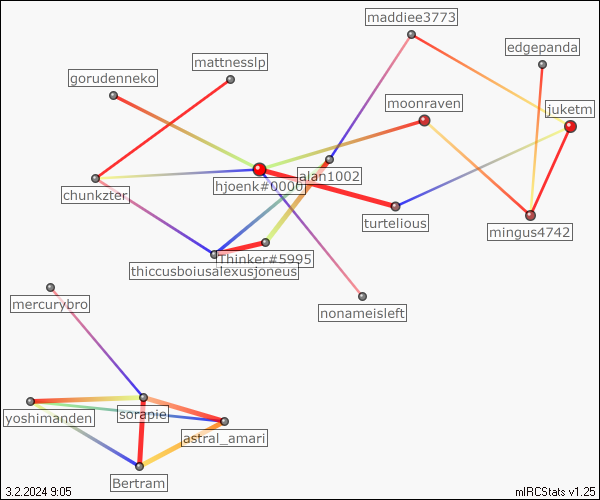 maddiee3773
edgepanda
mattnesslp
gorudenneko
moonraven
juketm
alan1002
hjoenk#0000
chunkzter
turtelious
mingus4742
Thinker#5995
thiccusboiusalexusjoneus
mercurybro
nonameisleft
sorapie
yoshimanden
astral_amari
Bertram
3.2.2024 9:05
mIRCStats v1.25